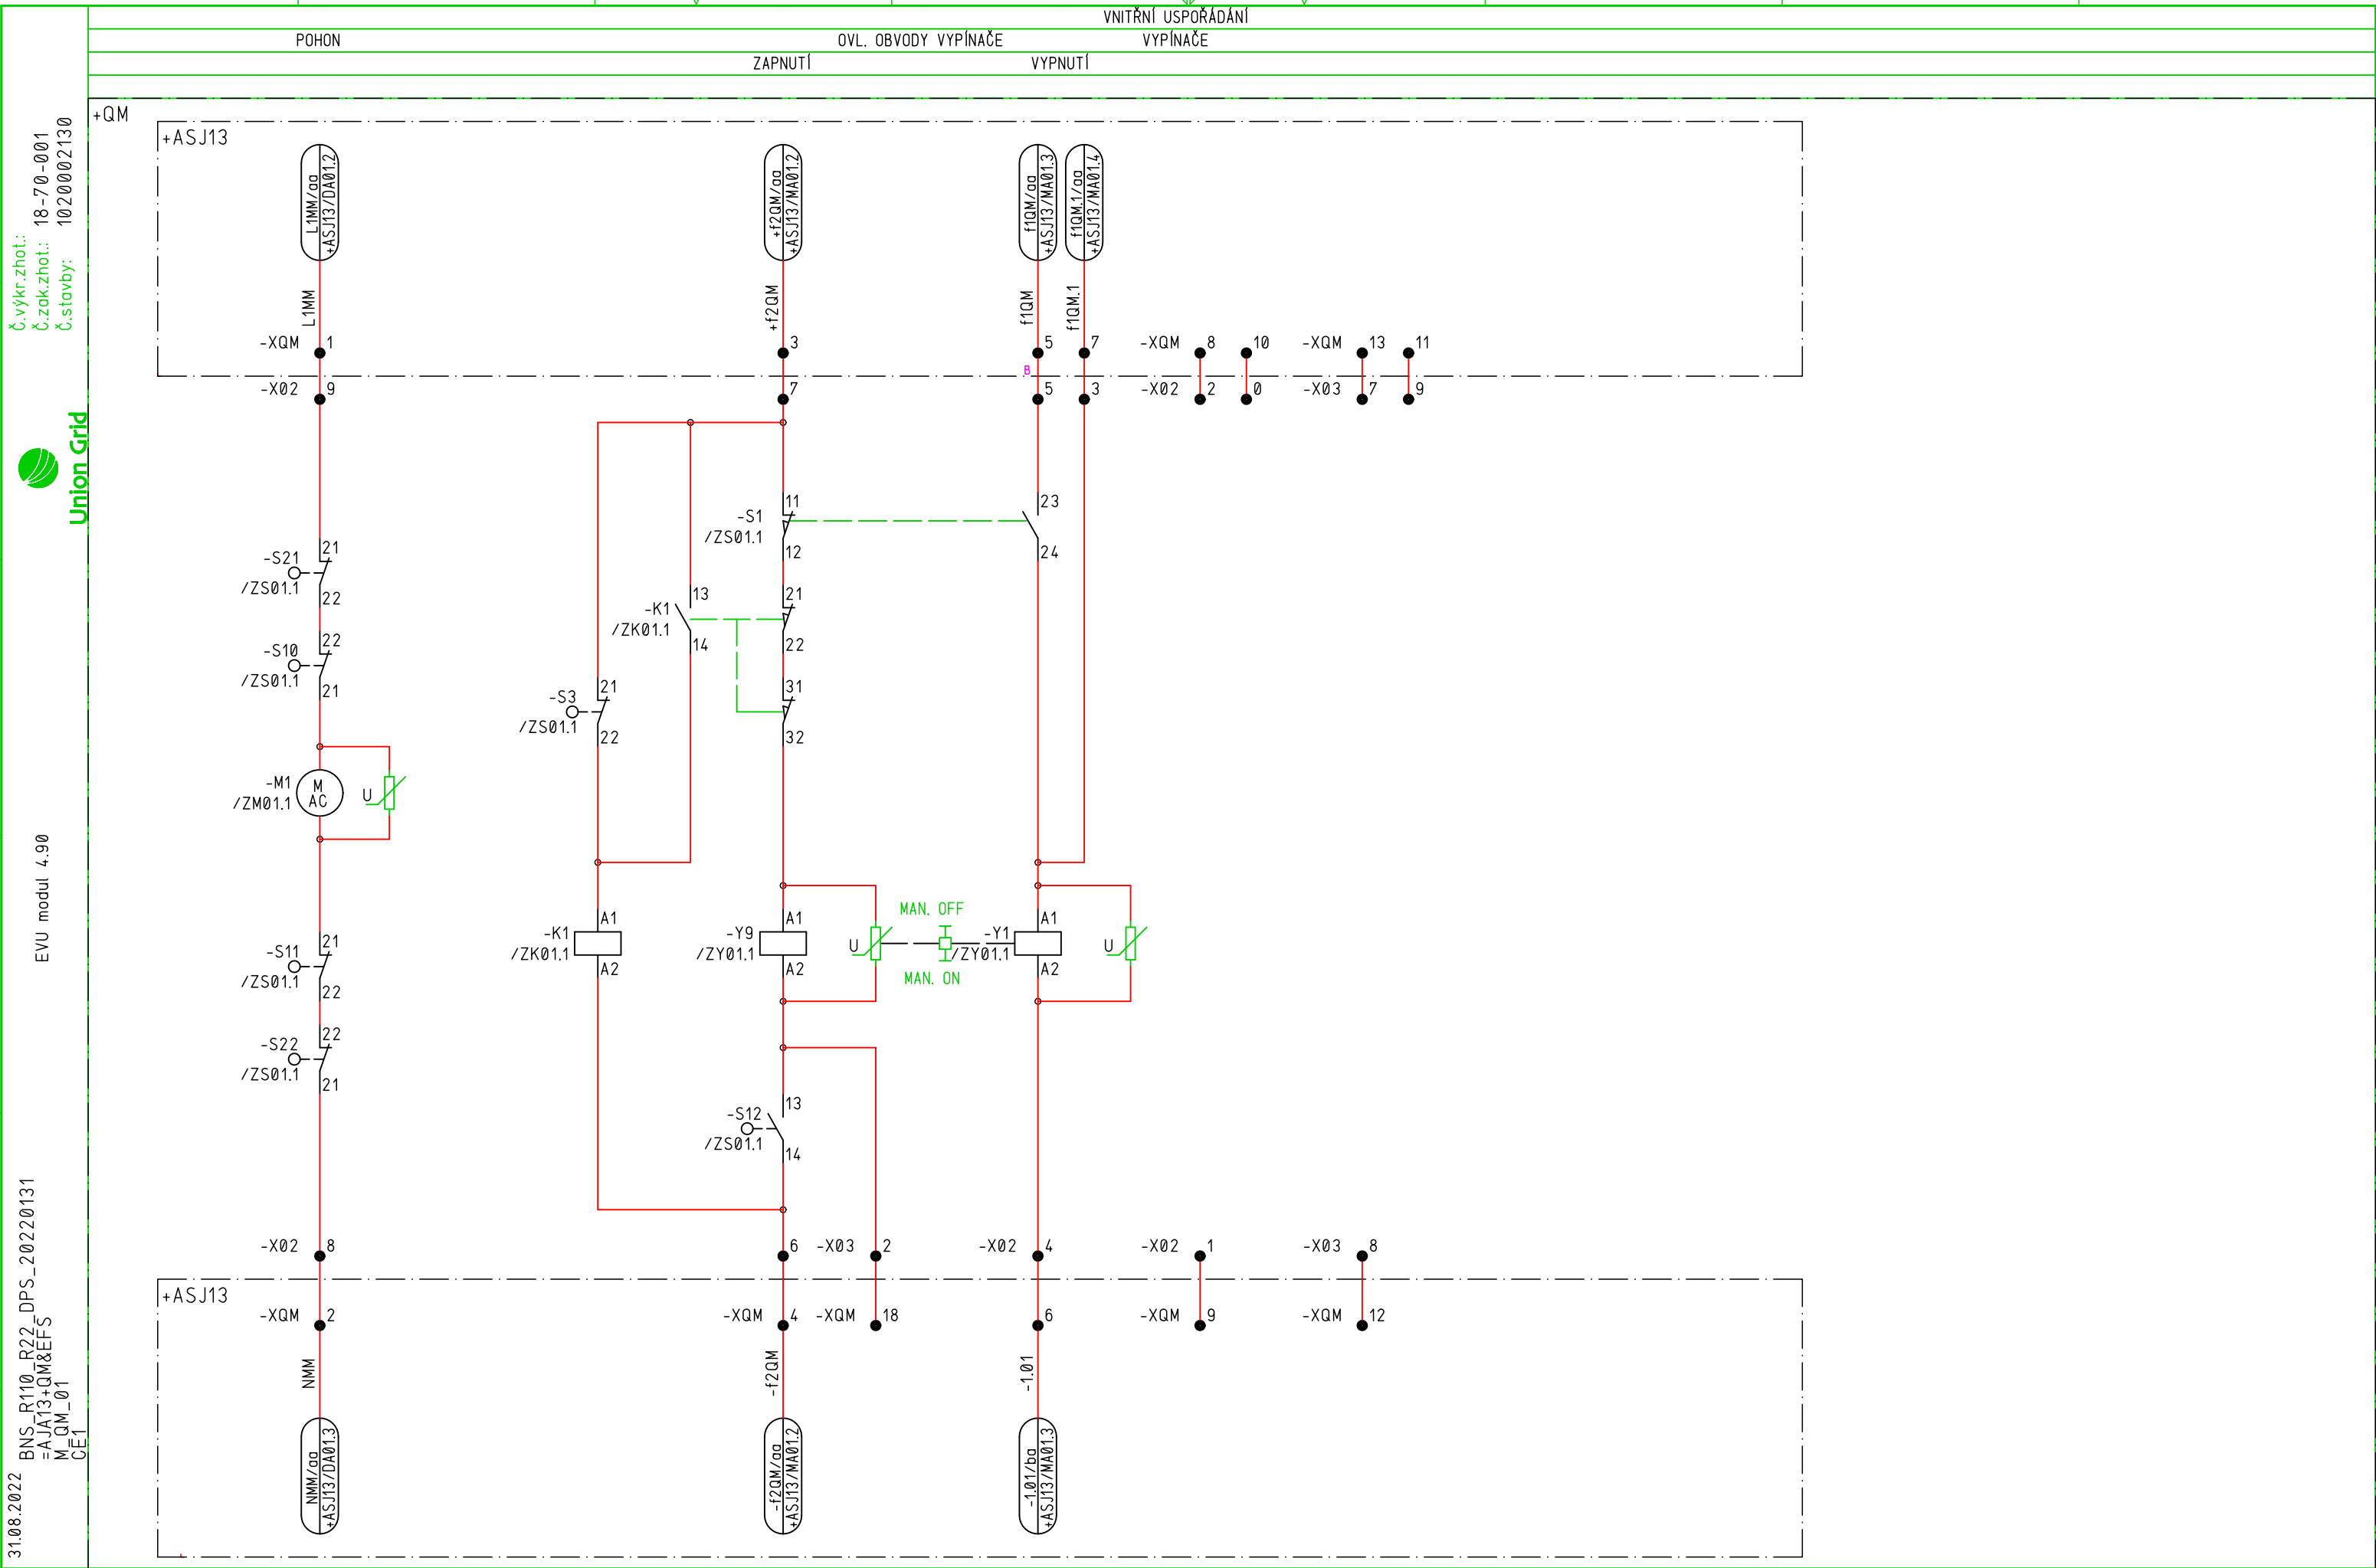 VNITŘNÍ USPOŘÁDÁNÍ
POHON
OVL. OBVODY VYPÍNAČE
VYPÍNAČE
ZAPNUTÍ
VYPNUTÍ
Č.výkr.zhot.:
Č.zak.zhot.: 18-70-001
Č.stavby: 102000002130
Union Grid
EVU modul 4.90
BNS_R110_R22_DPS_20220131
=AJA13+QM&EFS
M_QM_01
CE1
31.08.2022
+QM
+ASJ13
L1MM/aa
+ASJ13/DA01.2
+f2QM/aa
+ASJ13/MA01.2
f1QM/aa
+ASJ13/MA01.3
f1QM.1/aa
+ASJ13/MA01.4
L1MM
+f2QM
f1QM
f1QM.1
-XQM 1
3
5
7
-XQM 8
10
-XQM 13
11
B
-X02 9
7
5
3
-X02 2
0
-X03 7
9
11
-S1
/ZS01.1
12
23
24
21
-S21
/ZS01.1
22
13
-K1
/ZK01.1
14
21
22
22
-S10
/ZS01.1
21
21
-S3
/ZS01.1
22
31
32
-M1
/ZM01.1
M
AC
U
A1
-K1
/ZK01.1
A2
A1
-Y9
/ZY01.1
A2
U
MAN. OFF
MAN. ON
A1
-Y1
/ZY01.1
A2
U
21
-S11
/ZS01.1
22
22
-S22
/ZS01.1
21
13
-S12
/ZS01.1
14
-X02 8
6
-X03 2
-X02 4
-X02 1
-X03 8
+ASJ13
-XQM 2
-XQM 4
-XQM 18
6
-XQM 9
-XQM 12
NMM
-f2QM
-1.01
NMM/aa
+ASJ13/DA01.3
-f2QM/aa
+ASJ13/MA01.2
-1.01/ba
+ASJ13/MA01.3